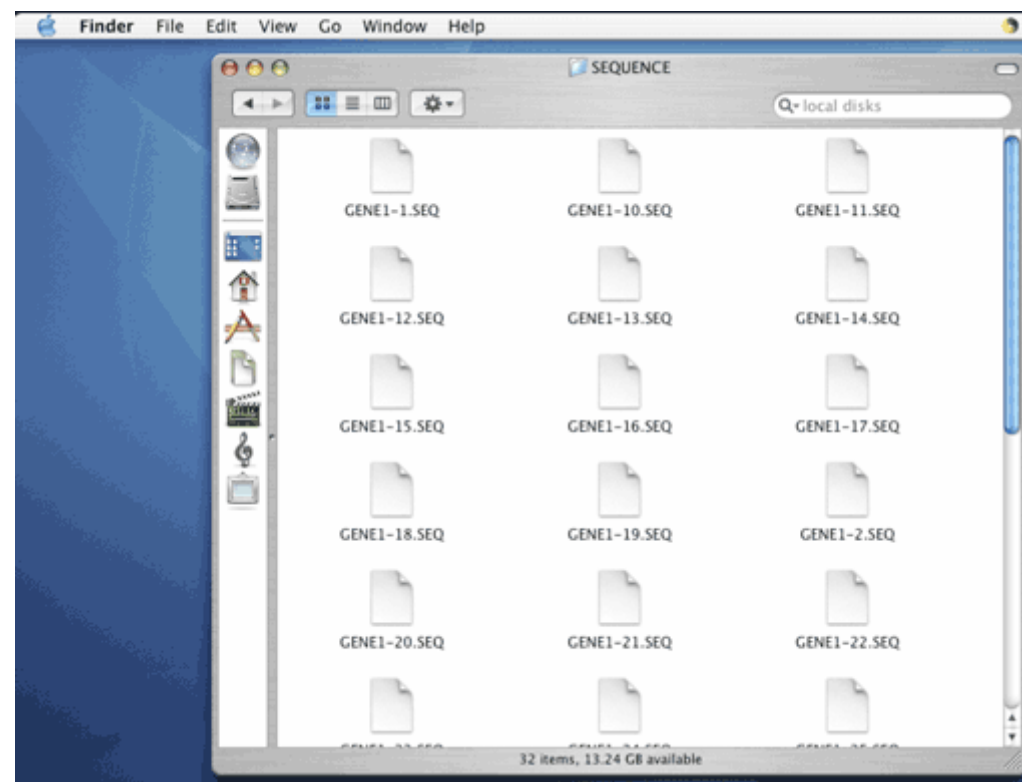 Finder File Edit View Go Window Help
SEQUENCE
local disks
GENE1-1.SEQ GENE1-10.SEQ GENE1-11.SEQ
GENE1-12.SEQ GENE1-13.SEQ GENE1-14.SEQ
GENE1-15.SEQ GENE1-16.SEQ GENE1-17.SEQ
GENE1-18.SEQ GENE1-19.SEQ GENE1-2.SEQ
GENE1-20.SEQ GENE1-21.SEQ GENE1-22.SEQ
32 items, 13.24 GB available